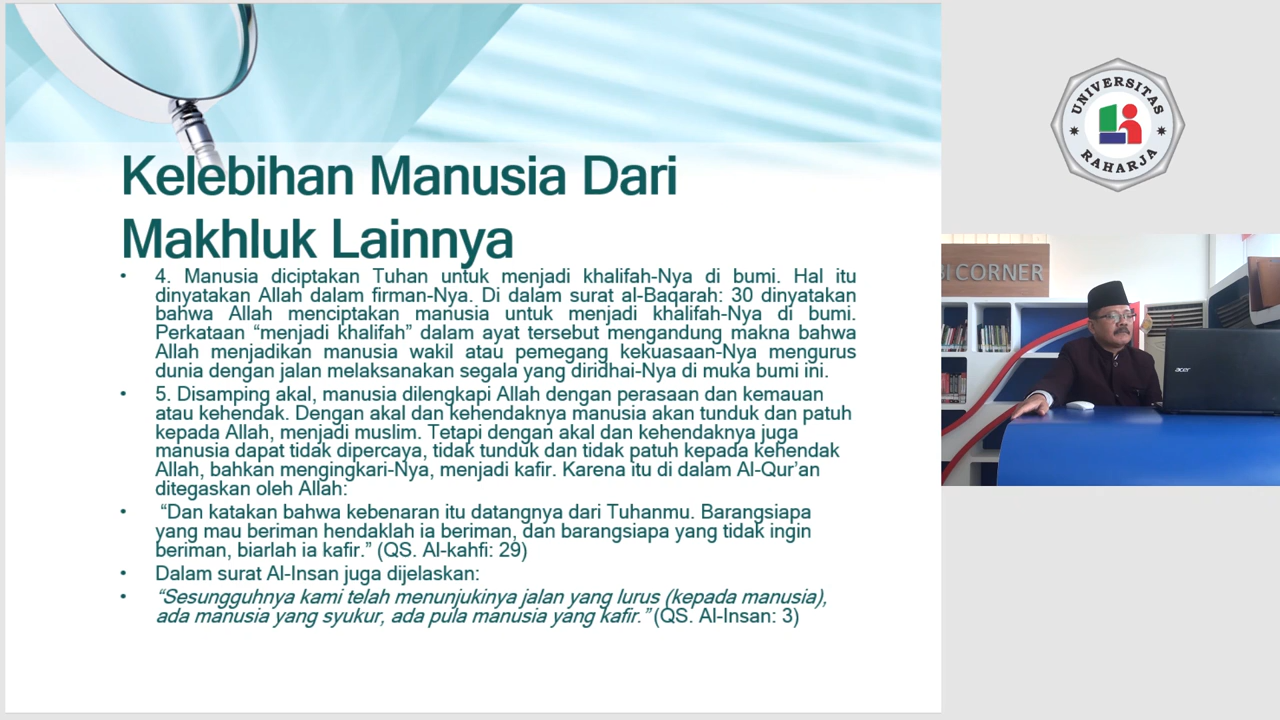 Kelebihan Manusia Dari
Makhluk Lainnya
• 4. Manusia diciptakan Tuhan untuk menjadi khalifah-Nya di bumi. Hal itu
dinyatakan Allah dalam firman-Nya. Di dalam surat al-Baqarah: 30 dinyatakan
bahwa Allah menciptakan manusia untuk menjadi khalifah-Nya di bumi.
Perkataan “menjadi khalifah” dalam ayat tersebut mengandung makna bahwa
Allah menjadikan manusia wakil atau pemegang kekuasaan-Nya mengurus
dunia dengan jalan melaksanakan segala yang diridhai-Nya di muka bumi ini.
• 5. Disamping akal, manusia dilengkapi Allah dengan perasaan dan kemauan
atau kehendak. Dengan akal dan kehendaknya manusia akan tunduk dan patuh
kepada Allah, menjadi muslim. Tetapi dengan akal dan kehendaknya juga
manusia dapat tidak dipercaya, tidak tunduk dan tidak patuh kepada kehendak
Allah, bahkan mengingkari-Nya, menjadi kafir. Karena itu di dalam Al-Qur’an
ditegaskan oleh Allah:
• “Dan katakan bahwa kebenaran itu datangnya dari Tuhanmu. Barangsiapa
yang mau beriman hendaklah ia beriman, dan barangsiapa yang tidak ingin
beriman, biarlah ia kafir.” (QS. Al-kahfi: 29)
• Dalam surat Al-Insan juga dijelaskan:
• “Sesungguhnya kami telah menunjukinya jalan yang lurus (kepada manusia),
ada manusia yang syukur, ada pula manusia yang kafir.” (QS. Al-Insan: 3)
UNIVERSITAS
RAHARJA
CORNER
acer